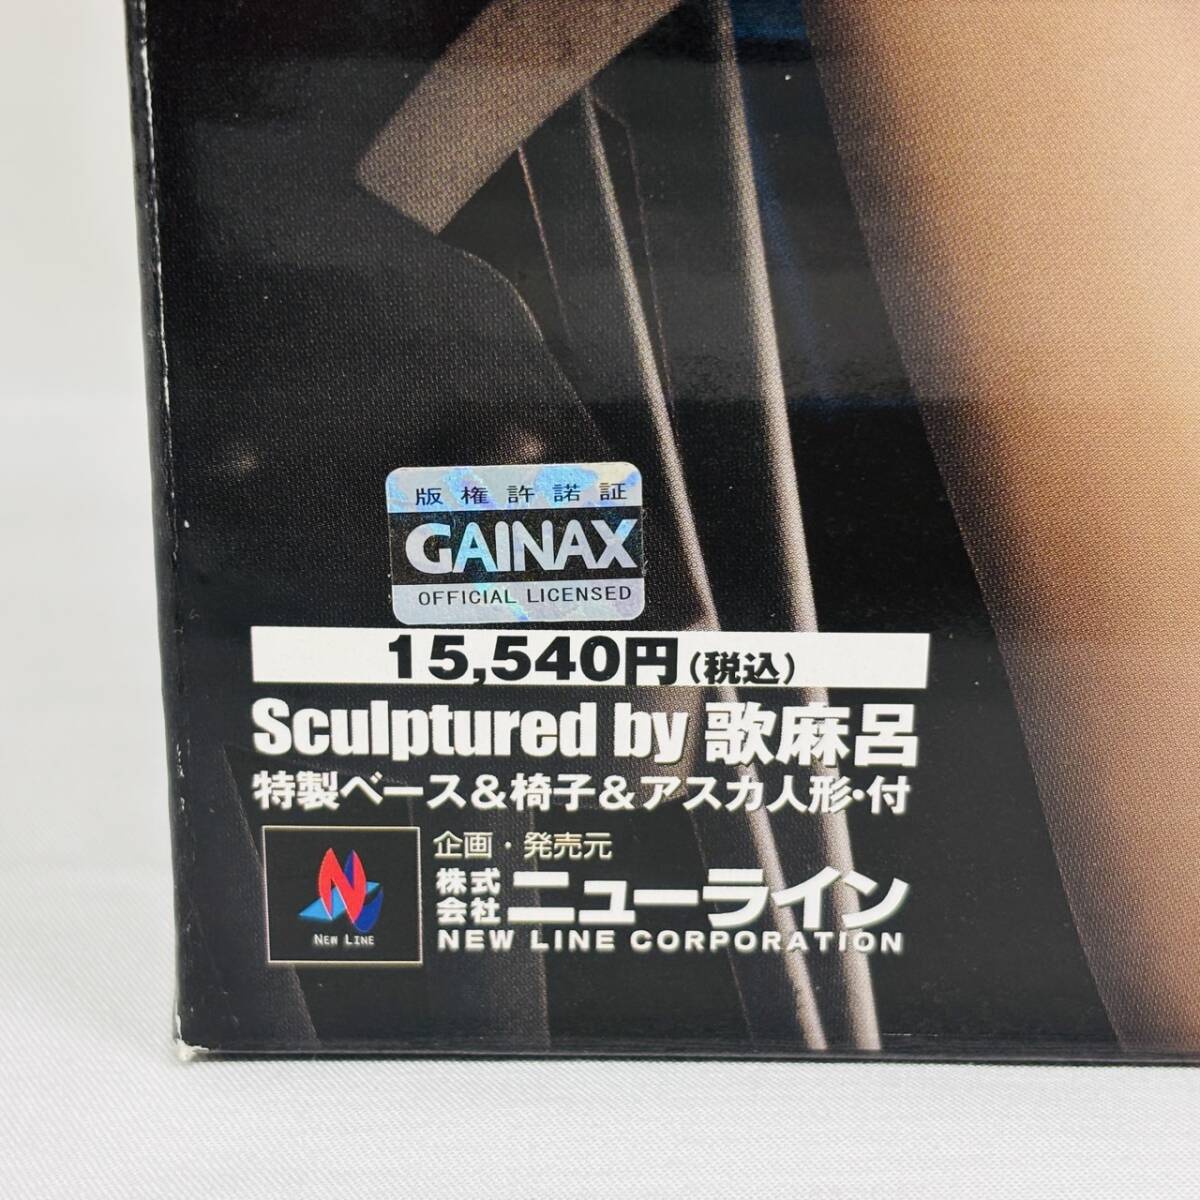 版権許諾証
GAINAX
OFFICIAL LICENSED
15,540円(税込)
Sculptured by 歌麻呂
特製ベース&椅子&アスカ人形・付
企画・発売元
株式会社ニューライン
NEW LINE CORPORATION
NEW LINE